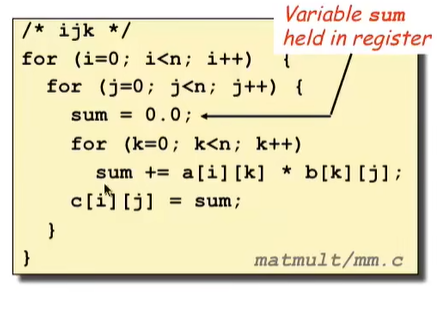 Variable sum
held in register
/* ijk */
for (i=0; i<n; i++) {
for (j=0; j<n; j++) {
sum = 0.0;
for (k=0; k<n; k++)
sum += a[i][k] * b[k][j];
c[i][j] = sum;
}
}
matmult/mm.c